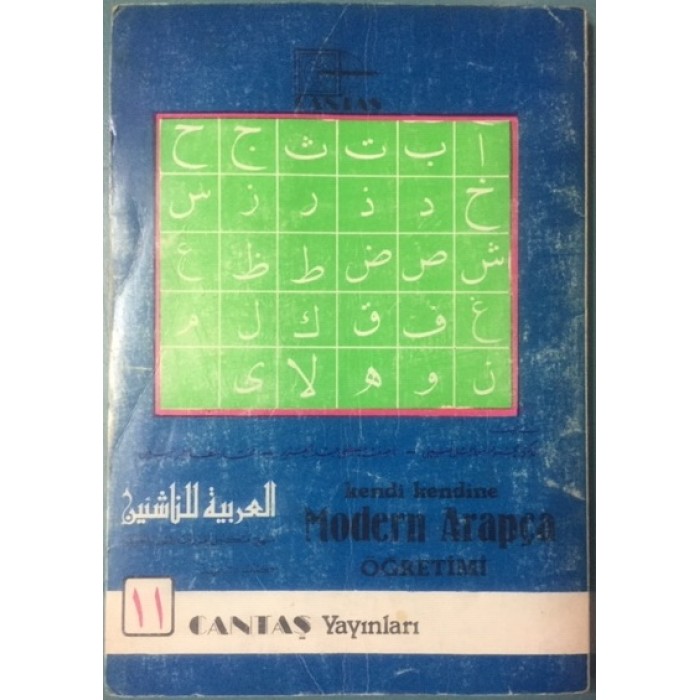 CANTAŞ
ا ب ت ث ج ح
خ د ذ ر ز س
ش ص ض ط ظ ع
غ ف ق ك ل م
ن و ه لا ى
العربية للناشئين
kendi kendine
Modern Arapça
ÖĞRETİMİ
١١
CANTAŞ Yayınları